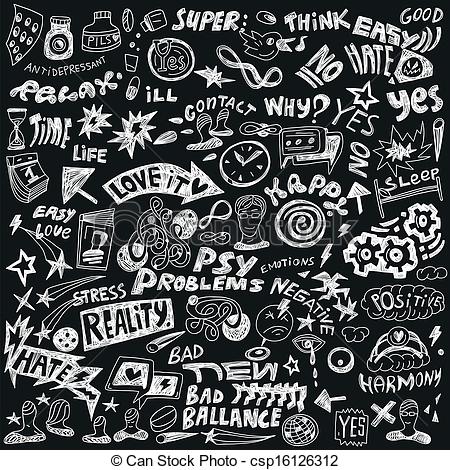 SUPER:
THINK EASY
GOOD
PILS
Yes
ANTIDEPRESSANT
NO
HATE
RELAX
ILL
CONTACT
WHY?
YES
yes
TIME
LIFE
NO
1
LOVE IT
HAPPY
SLEEP
EASY
LOVE
PSY
PROBLEMS
EMOTIONS
STRESS
NEGATIVE
POSITIVE
REALITY
HATE
BAD
NEW
HARMONY
BAD
BALLANCE
YES
© Can Stock Photo - csp16126312